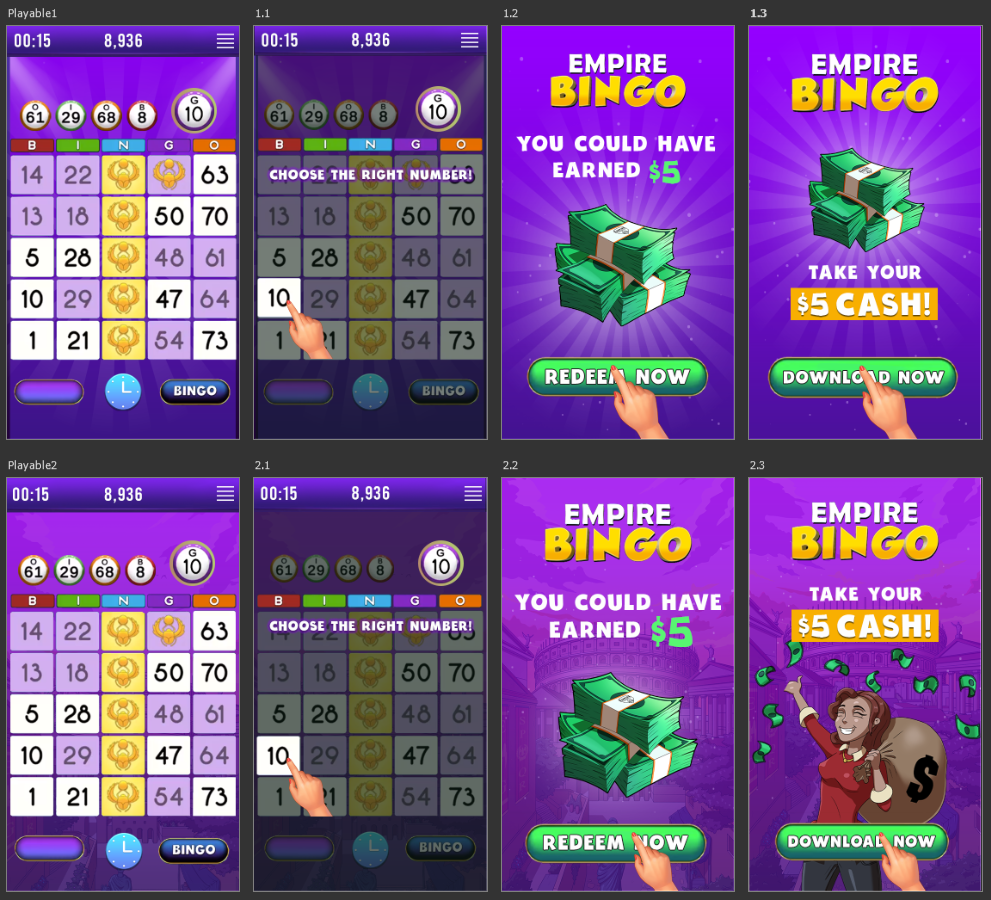 Playable1
00:15 8,936
O 61 I 29 O 68 B 8 G 10
B I N G O
14 22 63
13 18 50 70
5 28 48 61
10 29 47 64
1 21 54 73
BINGO
1.1
00:15 8,936
O 61 I 29 O 68 B 8 G 10
B I N G O
CHOOSE THE RIGHT NUMBER!
13 18 50 70
5 28 48 61
10 29 47 64
1 21 54 73
BINGO
1.2
EMPIRE
BINGO
YOU COULD HAVE
EARNED $5
REDEEM NOW
1.3
EMPIRE
BINGO
TAKE YOUR
$5 CASH!
DOWNLOAD NOW
Playable2
00:15 8,936
O 61 I 29 O 68 B 8 G 10
B I N G O
14 22 63
13 18 50 70
5 28 48 61
10 29 47 64
1 21 54 73
BINGO
2.1
00:15 8,936
O 61 I 29 O 68 B 8 G 10
B I N G O
CHOOSE THE RIGHT NUMBER!
13 18 50 70
5 28 48 61
10 29 47 64
1 21 54 73
BINGO
2.2
EMPIRE
BINGO
YOU COULD HAVE
EARNED $5
REDEEM NOW
2.3
EMPIRE
BINGO
TAKE YOUR
$5 CASH!
$
DOWNLOAD NOW